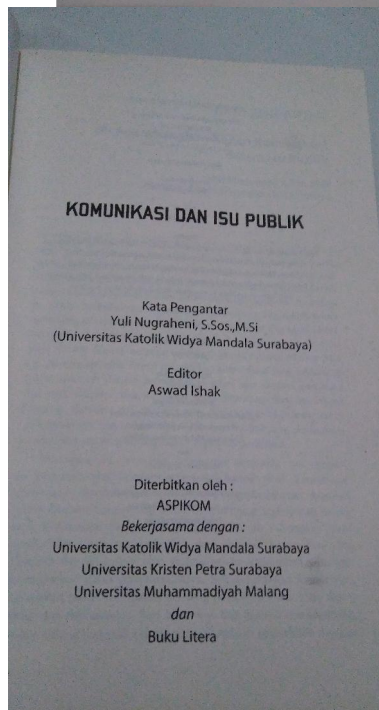 KOMUNIKASI DAN ISU PUBLIK
Kata Pengantar
Yuli Nugraheni, S.Sos.,M.Si
(Universitas Katolik Widya Mandala Surabaya)
Editor
Aswad Ishak
Diterbitkan oleh :
ASPIKOM
Bekerjasama dengan :
Universitas Katolik Widya Mandala Surabaya
Universitas Kristen Petra Surabaya
Universitas Muhammadiyah Malang
dan
Buku Litera